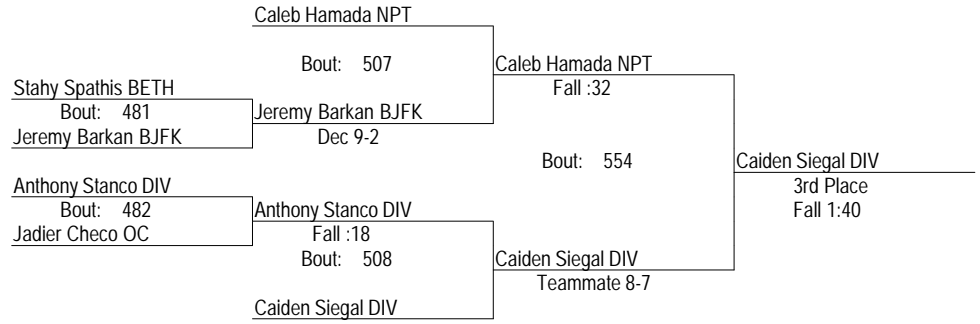 Caleb Hamada NPT
Bout: 507
Caleb Hamada NPT
Fall :32
Stahy Spathis BETH
Bout: 481
Jeremy Barkan BJFK
Jeremy Barkan BJFK
Dec 9-2
Bout: 554
Caiden Siegal DIV
3rd Place
Fall 1:40
Anthony Stanco DIV
Bout: 482
Jadier Checo OC
Anthony Stanco DIV
Fall :18
Bout: 508
Caiden Siegal DIV
Teammate 8-7
Caiden Siegal DIV